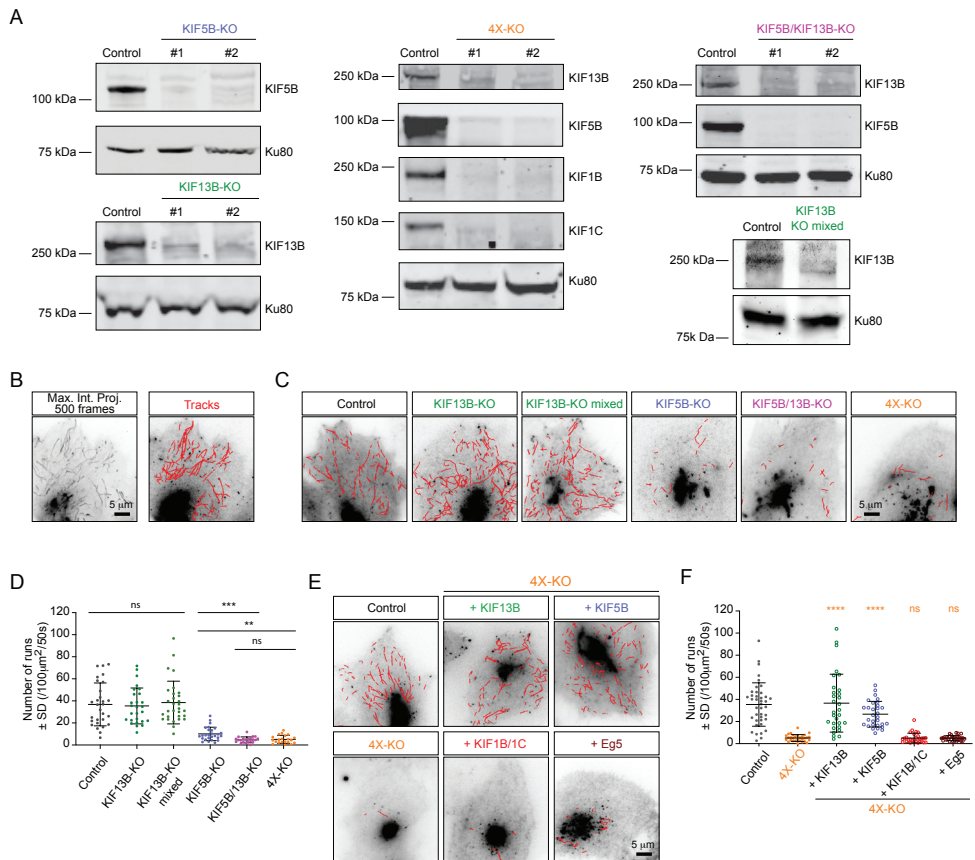 A
KIF5B-KO
Control #1 #2
100 kDa
KIF5B
75 kDa
Ku80
KIF13B-KO
Control #1 #2
250 kDa
KIF13B
75 kDa
Ku80
4X-KO
Control #1 #2
250 kDa
KIF13B
100 kDa
KIF5B
250 kDa
KIF1B
150 kDa
KIF1C
75 kDa
Ku80
KIF5B/KIF13B-KO
Control #1 #2
250 kDa
KIF13B
100 kDa
KIF5B
75 kDa
Ku80
Control
KIF13B
KO mixed
250 kDa
KIF13B
75k Da
Ku80
B
Max. Int. Proj.
500 frames
Tracks
5 μm
C
Control
KIF13B-KO
KIF13B-KO mixed
KIF5B-KO
KIF5B/13B-KO
4X-KO
5 μm
D
Number of runs
± SD (/100μm²/50s)
120
100
80
60
40
20
0
ns
***
**
ns
Control
KIF13B-KO
KIF13B-KO
mixed
KIF5B-KO
KIF5B/13B-KO
4X-KO
E
4X-KO
Control
+ KIF13B
+ KIF5B
4X-KO
+ KIF1B/1C
+ Eg5
5 μm
F
Number of runs
± SD (/100μm²/50s)
120
100
80
60
40
20
0
**** **** ns ns
Control
4X-KO
+ KIF13B
+ KIF5B
+ KIF1B/1C
+ Eg5
4X-KO